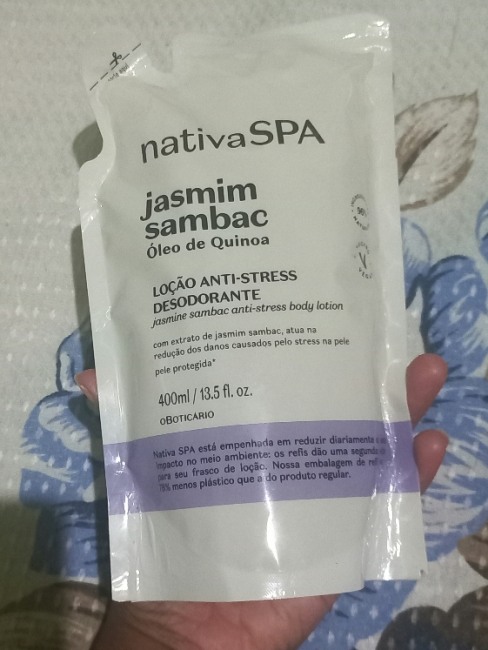 nativaSPA
jasmim
sambac
Óleo de Quinoa
LOÇÃO ANTI-STRESS
DESODORANTE
jasmine sambac anti-stress body lotion
com extrato de jasmim sambac, atua na
redução dos danos causados pelo stress na pele
pele protegida*
400ml / 13.5 fl. oz.
oBOTICÁRIO
Nativa SPA está empenhada em reduzir diariamente
impacto no meio ambiente: os refis dão uma segunda
para seu frasco de loção. Nossa embalagem de
78% menos plástico que a do produto regular.